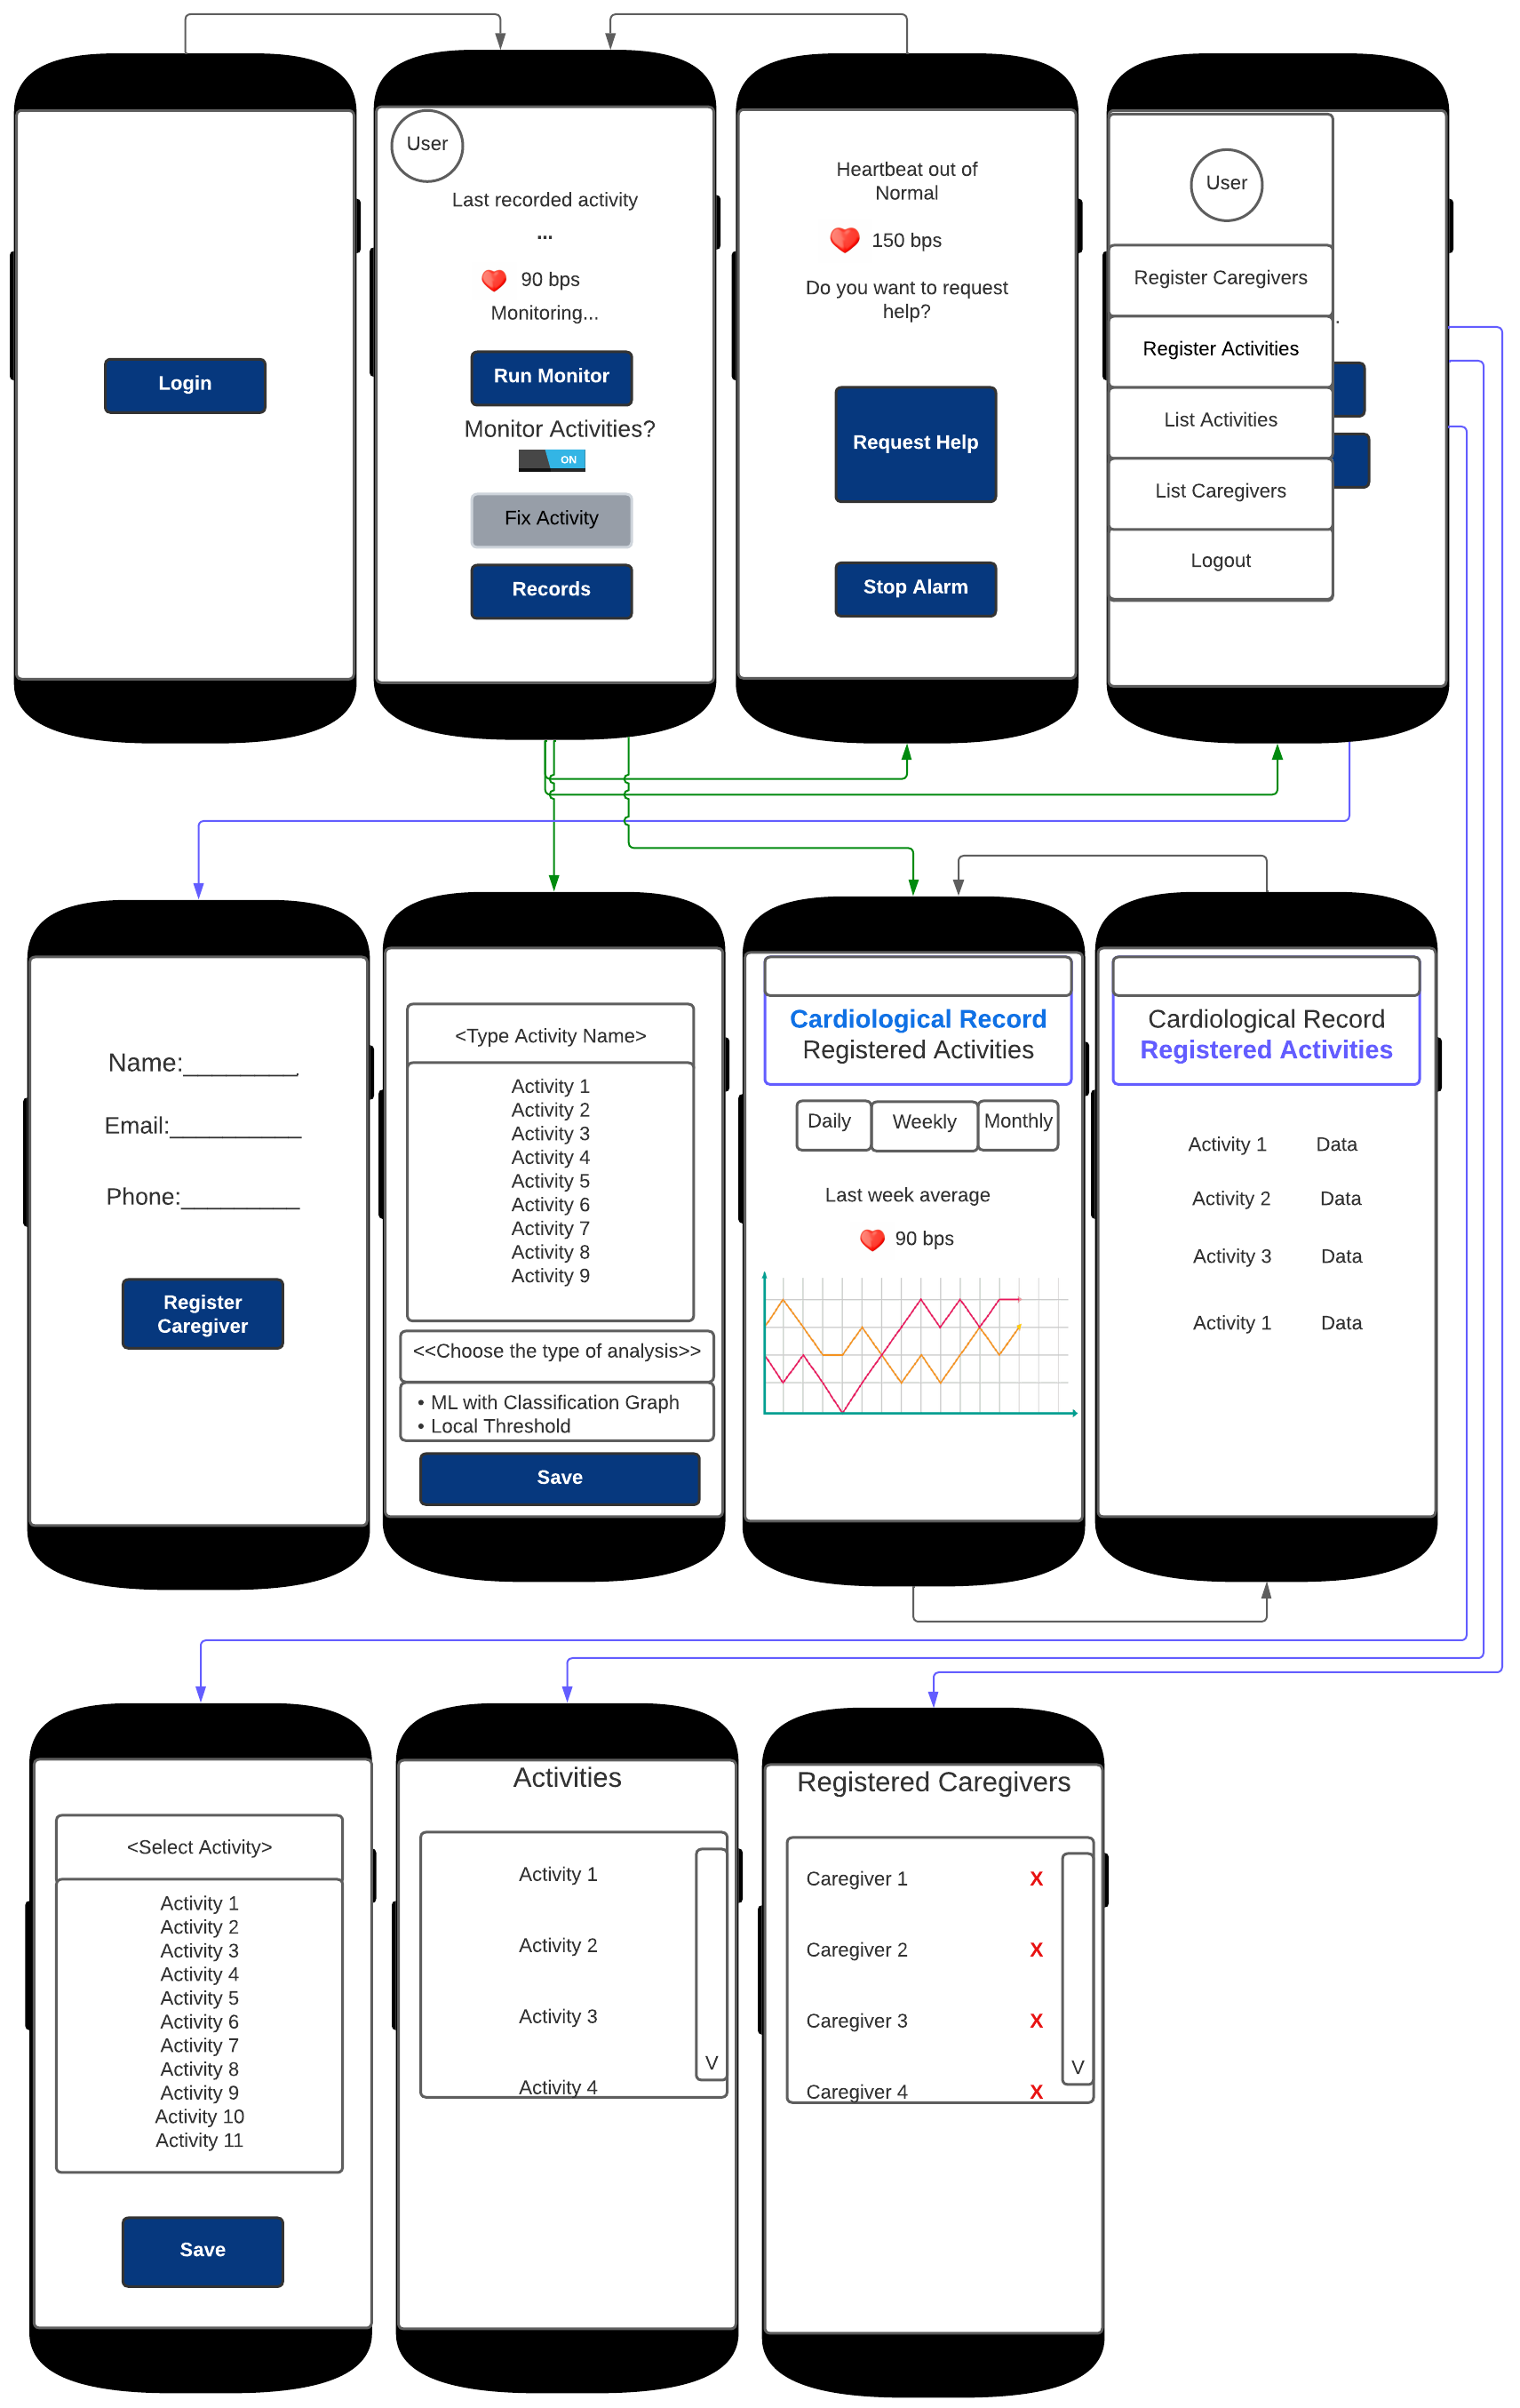 Login
User
Last recorded activity
...
90 bps
Monitoring...
Run Monitor
Monitor Activities?
ON
Fix Activity
Records
Heartbeat out of
Normal
150 bps
Do you want to request
help?
Request Help
Stop Alarm
User
Register Caregivers
.
Register Activities
List Activities
List Caregivers
Logout
Name:________
Email:_________
Phone:_________
Register
Caregiver
<Type Activity Name>
Activity 1
Activity 2
Activity 3
Activity 4
Activity 5
Activity 6
Activity 7
Activity 8
Activity 9
<<Choose the type of analysis>>
• ML with Classification Graph
• Local Threshold
Save
Cardiological Record
Registered Activities
Daily
Weekly
Monthly
Last week average
90 bps
Cardiological Record
Registered Activities
Activity 1 Data
Activity 2 Data
Activity 3 Data
Activity 1 Data
<Select Activity>
Activity 1
Activity 2
Activity 3
Activity 4
Activity 5
Activity 6
Activity 7
Activity 8
Activity 9
Activity 10
Activity 11
Save
Activities
Activity 1
Activity 2
Activity 3
V
Activity 4
Registered Caregivers
Caregiver 1 X
Caregiver 2 X
Caregiver 3 X
V
Caregiver 4 X